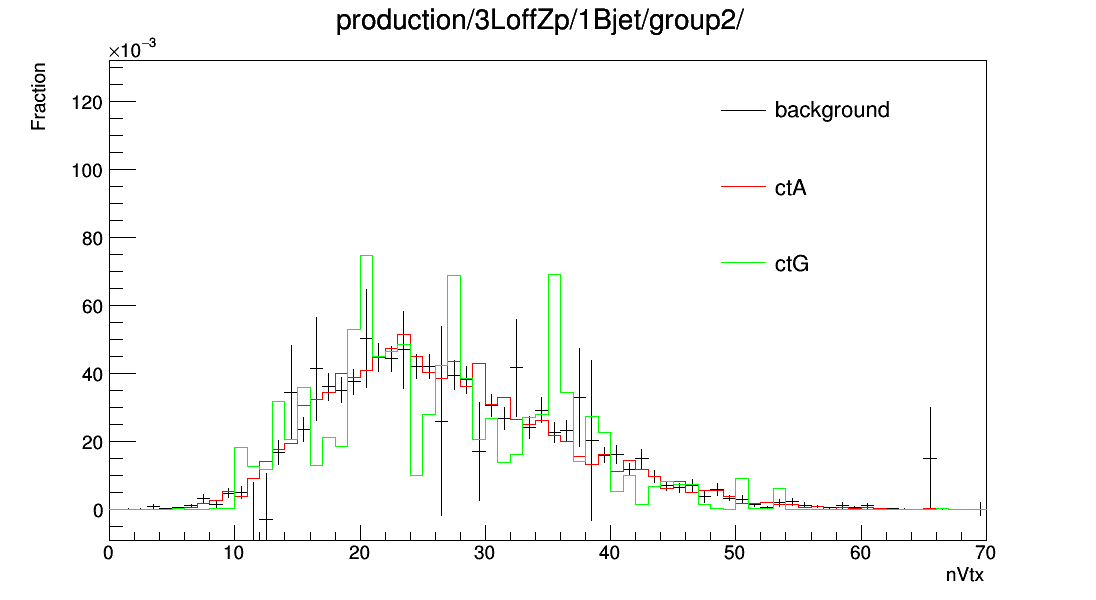 production/3LoffZp/1Bjet/group2/
×10⁻³
Fraction
120
100
80
60
40
20
0
background
ctA
ctG
0 10 20 30 40 50 60 70
nVtx